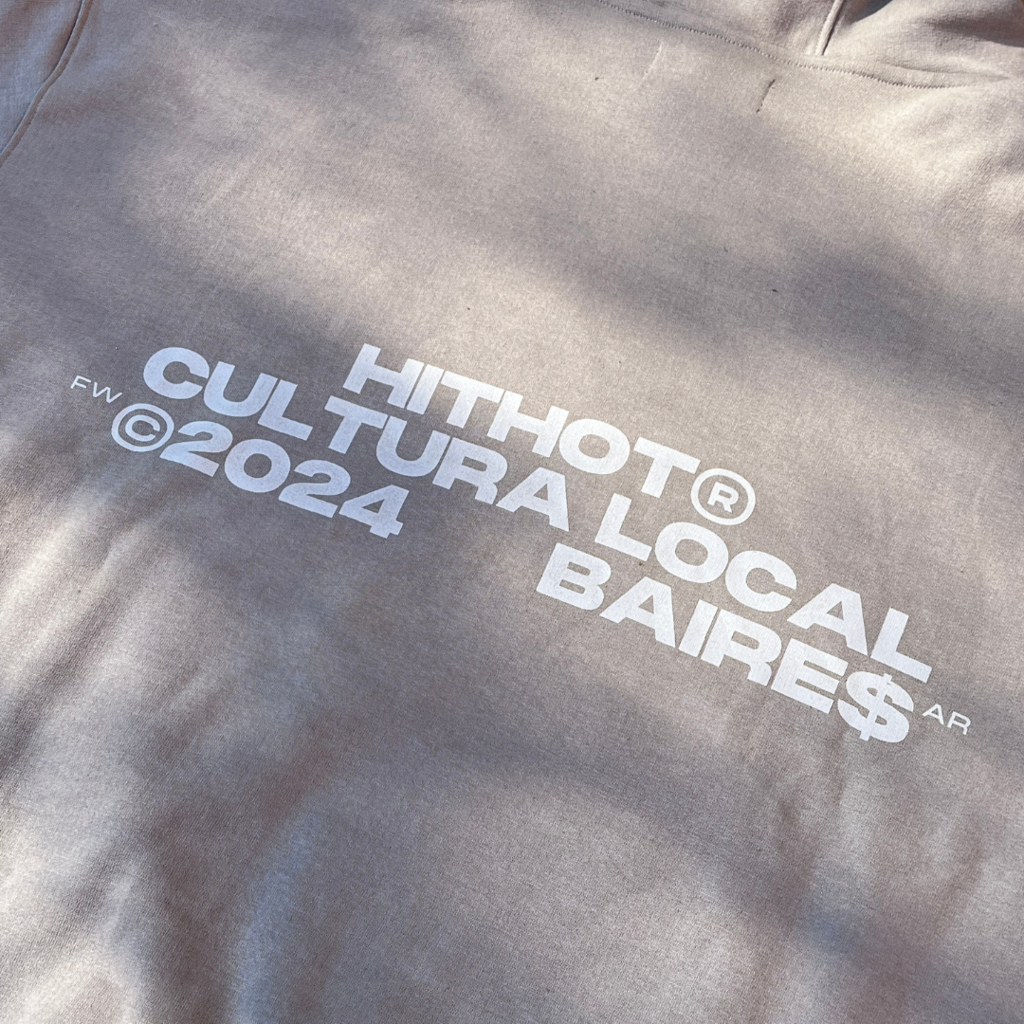 HITHOT®
FW CULTURA LOCAL
©2024 BAIRE$ AR